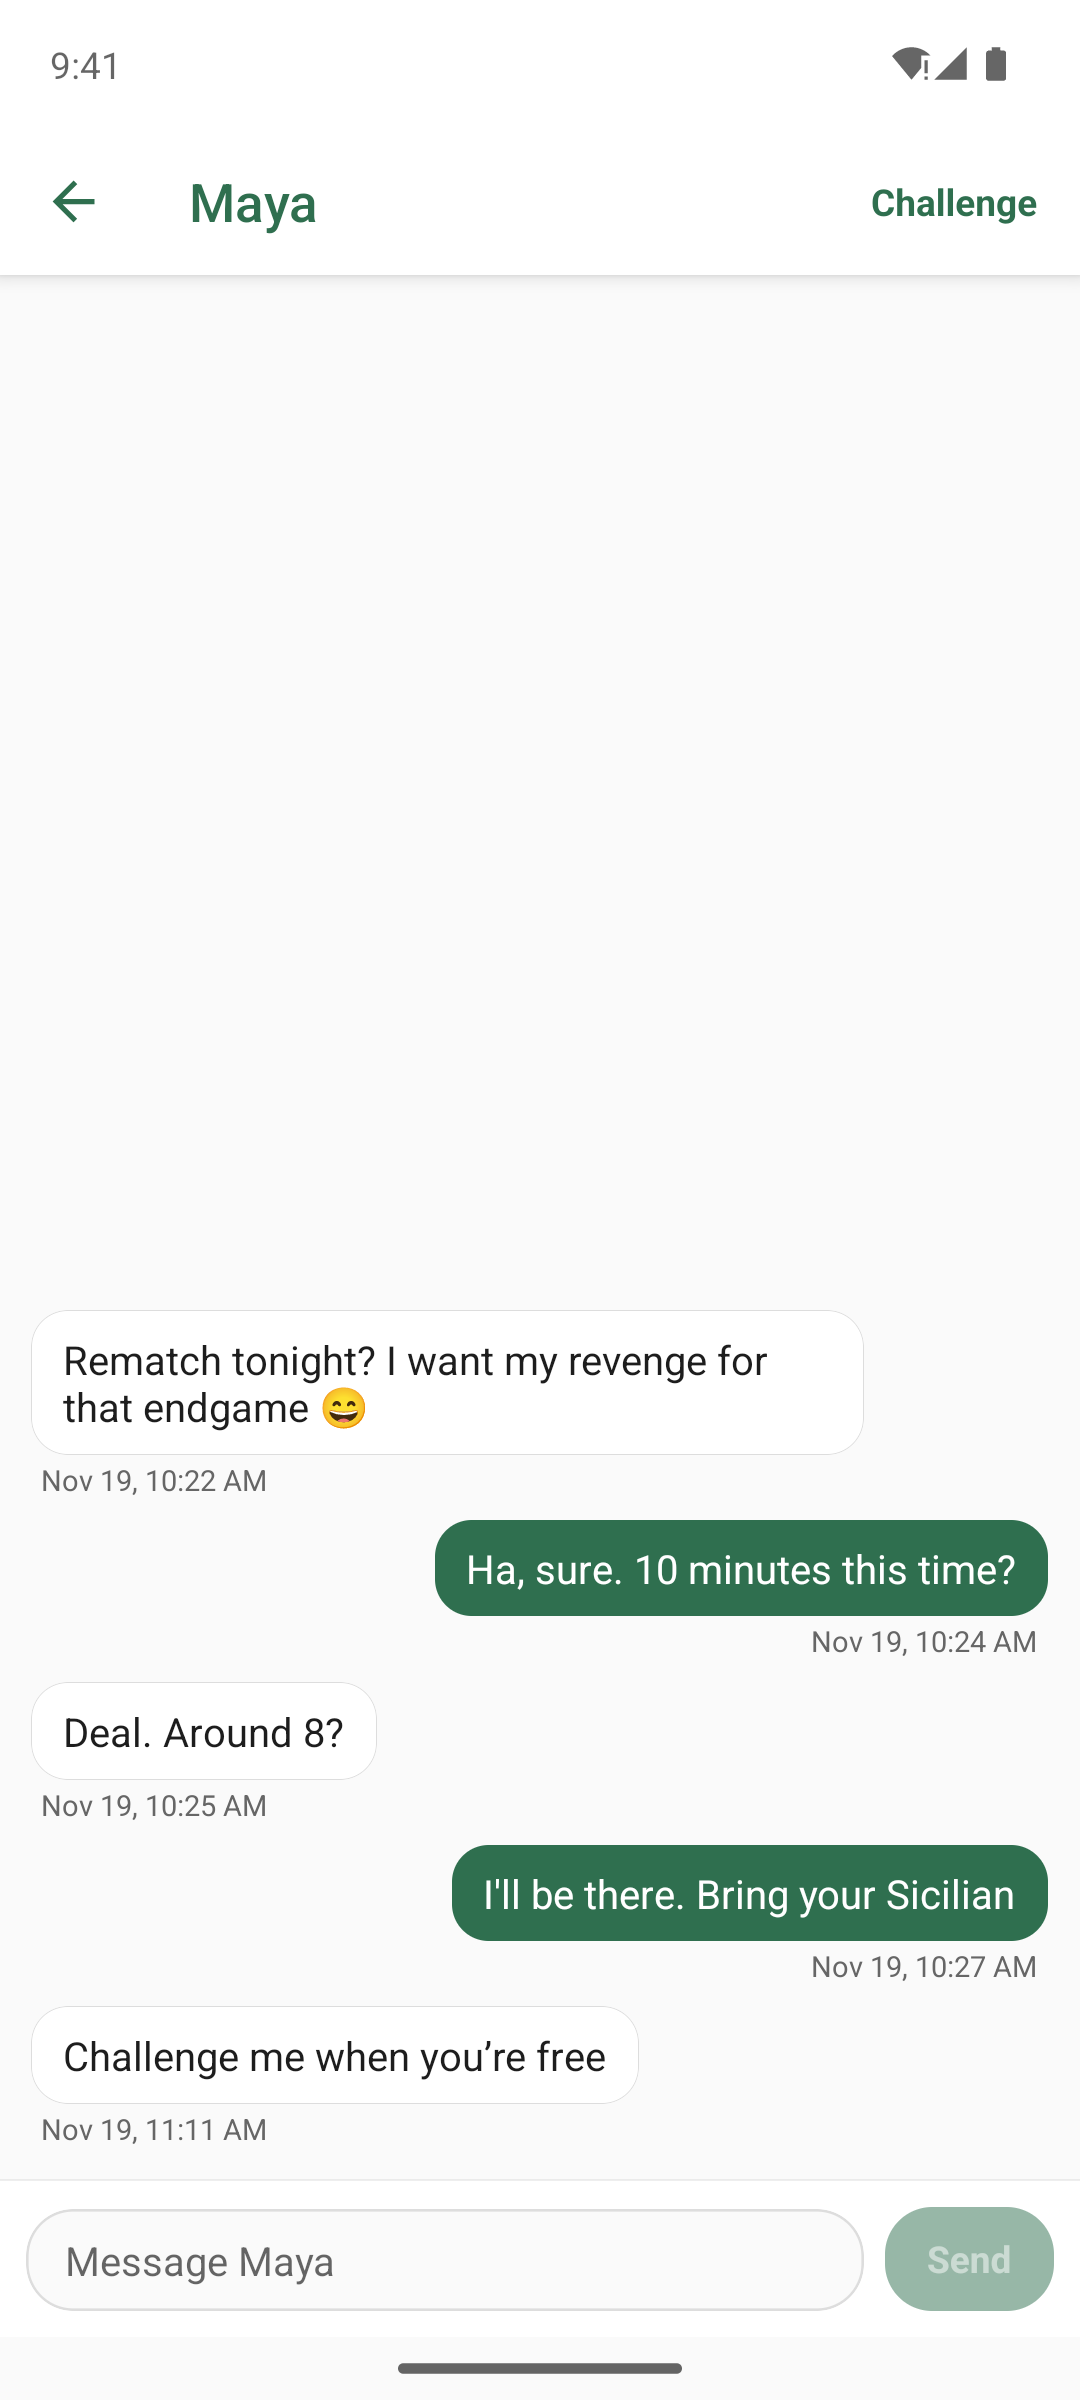 9:41
Maya
Challenge
Rematch tonight? I want my revenge for
that endgame 😄
Nov 19, 10:22 AM
Ha, sure. 10 minutes this time?
Nov 19, 10:24 AM
Deal. Around 8?
Nov 19, 10:25 AM
I'll be there. Bring your Sicilian
Nov 19, 10:27 AM
Challenge me when you’re free
Nov 19, 11:11 AM
Message Maya
Send